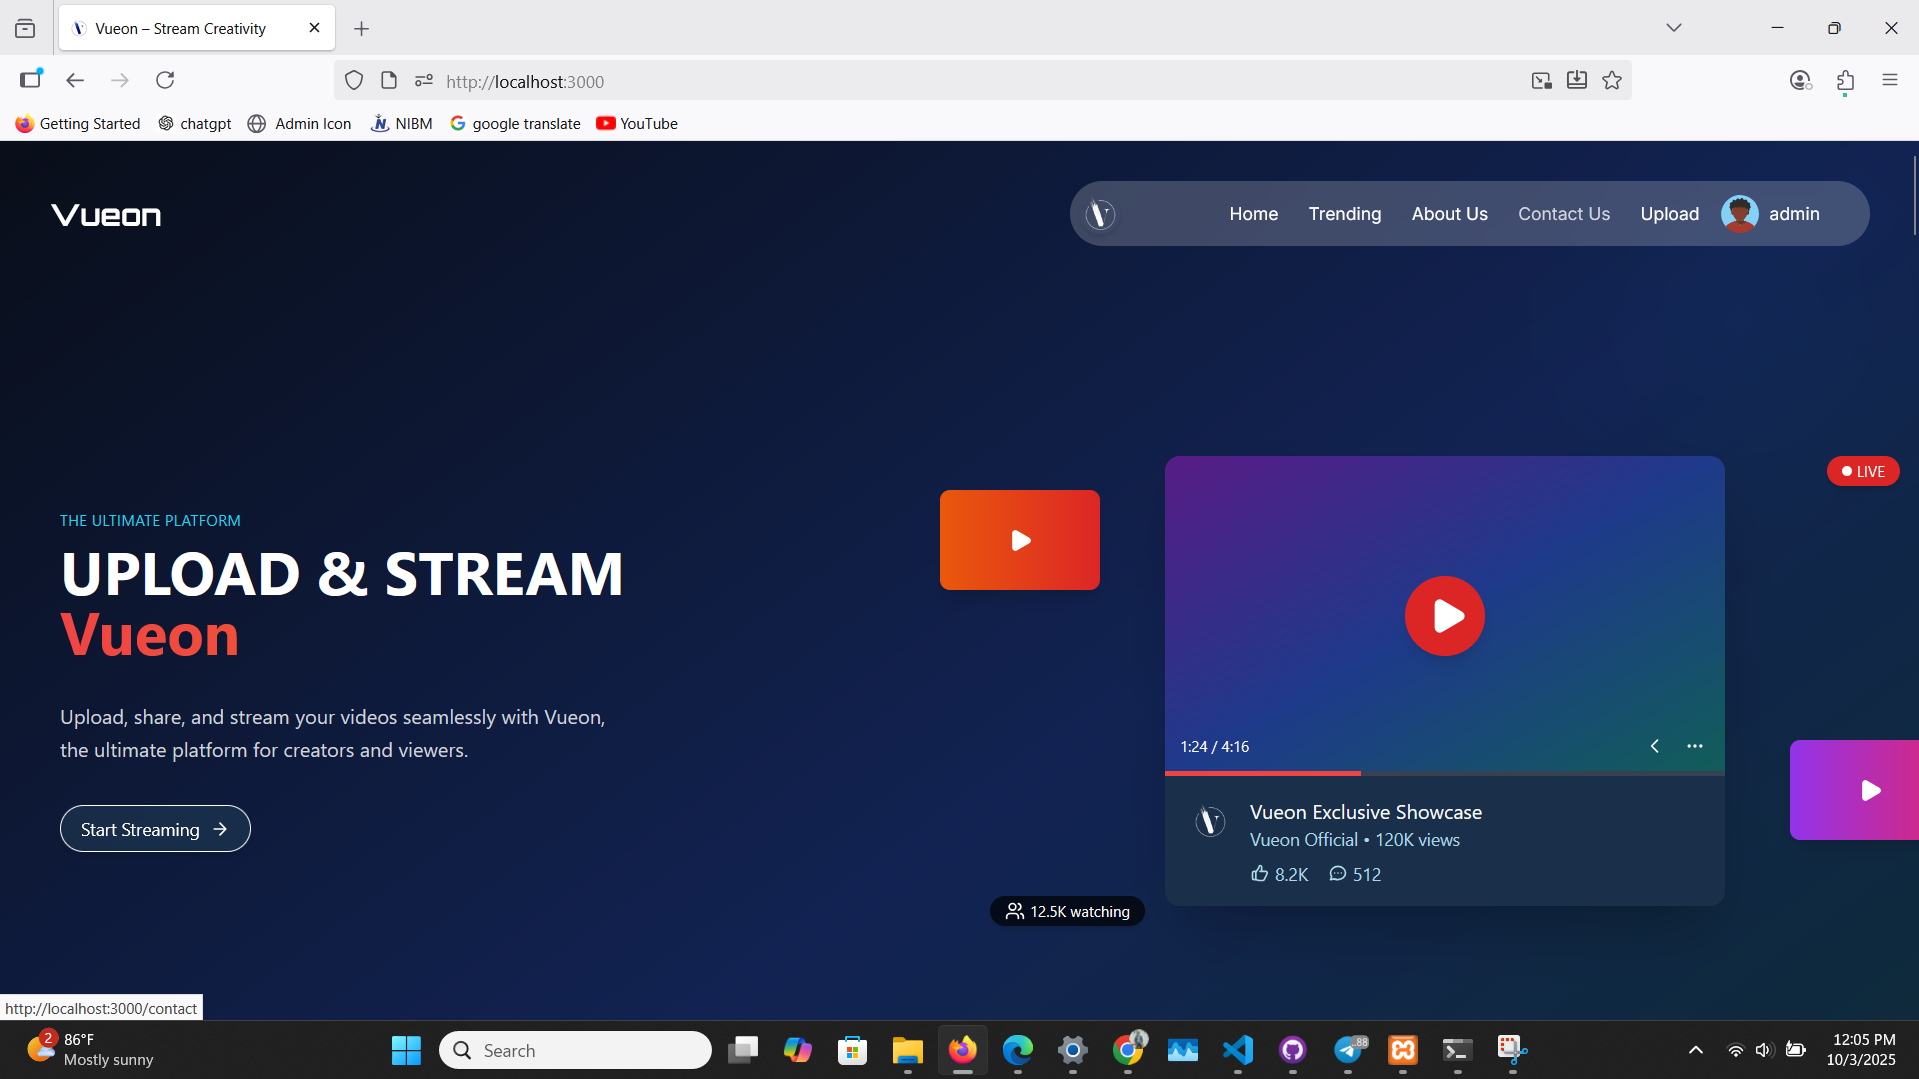 Vueon – Stream Creativity
http://localhost:3000
Getting Started
chatgpt
Admin Icon
NIBM
google translate
YouTube
Vueon
Home
Trending
About Us
Contact Us
Upload
admin
LIVE
THE ULTIMATE PLATFORM
UPLOAD & STREAM
Vueon
Upload, share, and stream your videos seamlessly with Vueon,
the ultimate platform for creators and viewers.
Start Streaming
1:24 / 4:16
Vueon Exclusive Showcase
Vueon Official • 120K views
8.2K
512
12.5K watching
http://localhost:3000/contact
2
86°F
Mostly sunny
Search
.88
12:05 PM
10/3/2025